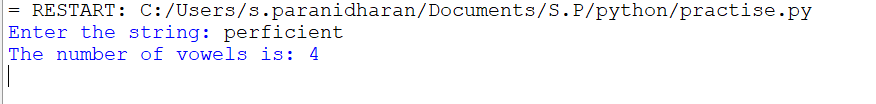 = RESTART: C:/Users/s.paranidharan/Documents/S.P/python/practise.py
Enter the string: perficient
The number of vowels is: 4